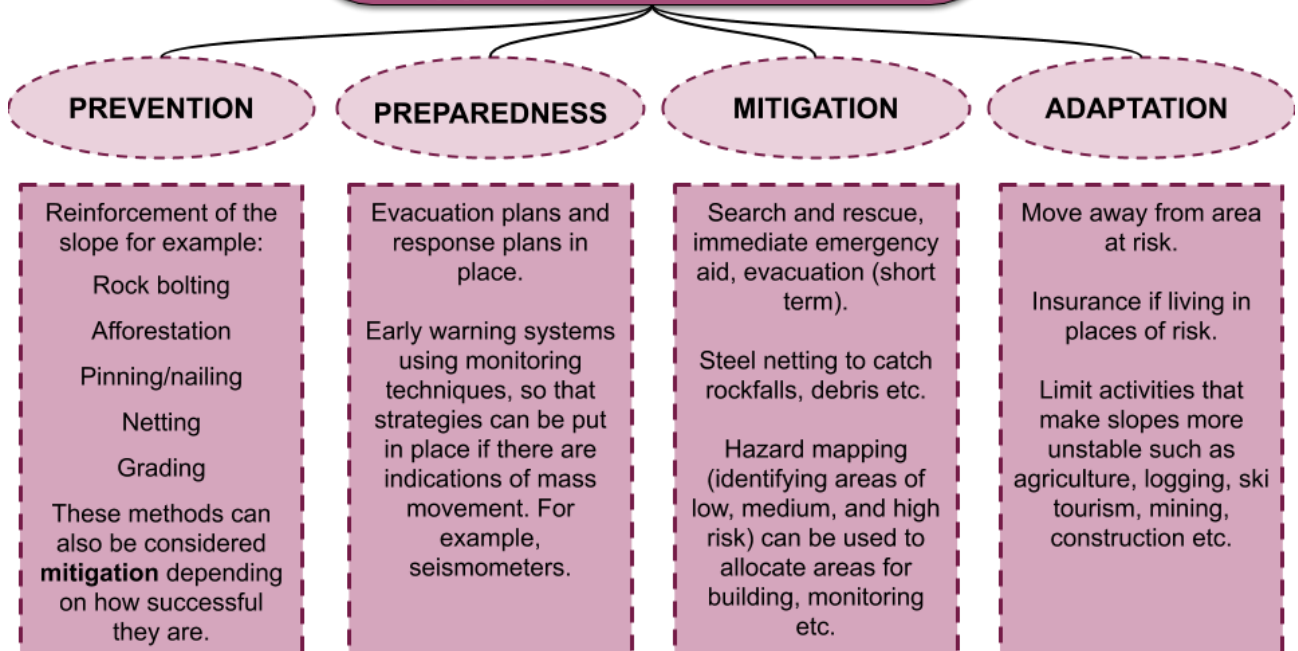 PREVENTION
Reinforcement of the
slope for example:
Rock bolting
Afforestation
Pinning/nailing
Netting
Grading
These methods can
also be considered
mitigation depending
on how successful
they are.
PREPAREDNESS
Evacuation plans and
response plans in
place.
Early warning systems
using monitoring
techniques, so that
strategies can be put
in place if there are
indications of mass
movement. For
example,
seismometers.
MITIGATION
Search and rescue,
immediate emergency
aid, evacuation (short
term).
Steel netting to catch
rockfalls, debris etc.
Hazard mapping
(identifying areas of
low, medium, and high
risk) can be used to
allocate areas for
building, monitoring
etc.
ADAPTATION
Move away from area
at risk.
Insurance if living in
places of risk.
Limit activities that
make slopes more
unstable such as
agriculture, logging, ski
tourism, mining,
construction etc.